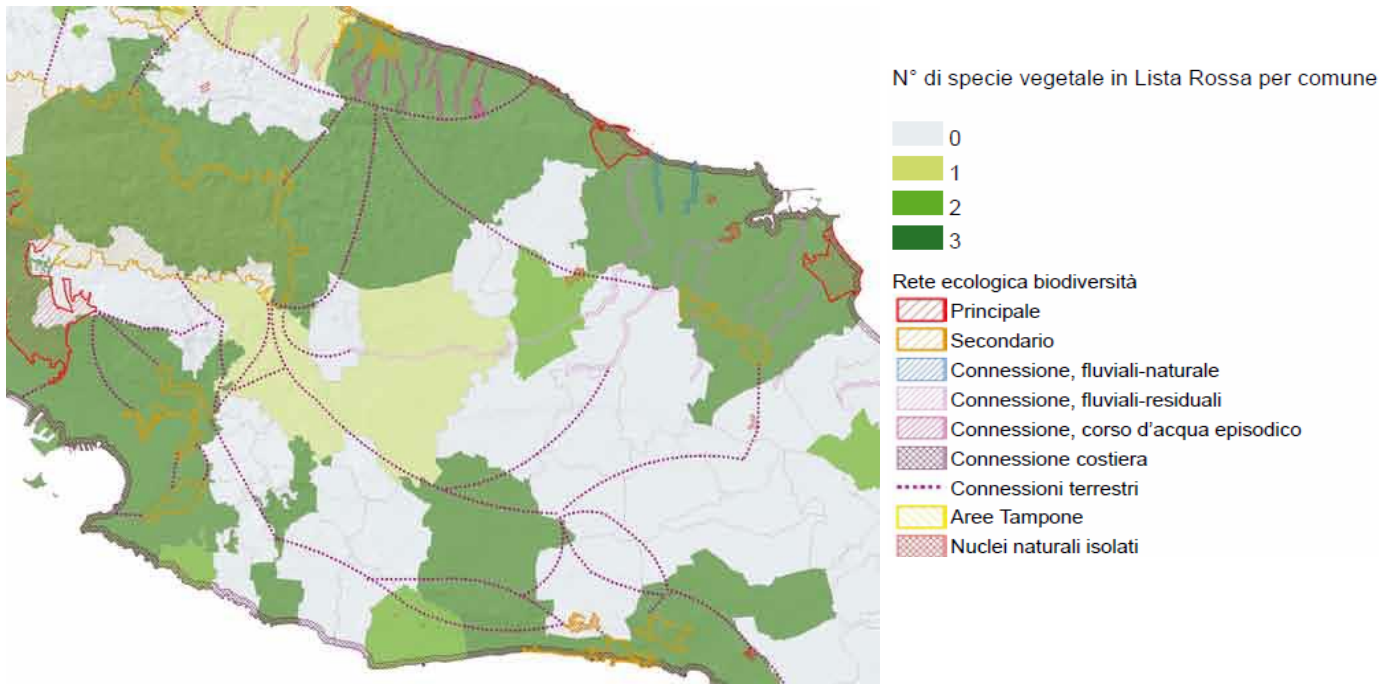 N° di specie vegetale in Lista Rossa per comune
0
1
2
3
Rete ecologica biodiversità
Principale
Secondario
Connessione, fluviali-naturale
Connessione, fluviali-residuali
Connessione, corso d'acqua episodico
Connessione costiera
Connessioni terrestri
Aree Tampone
Nuclei naturali isolati